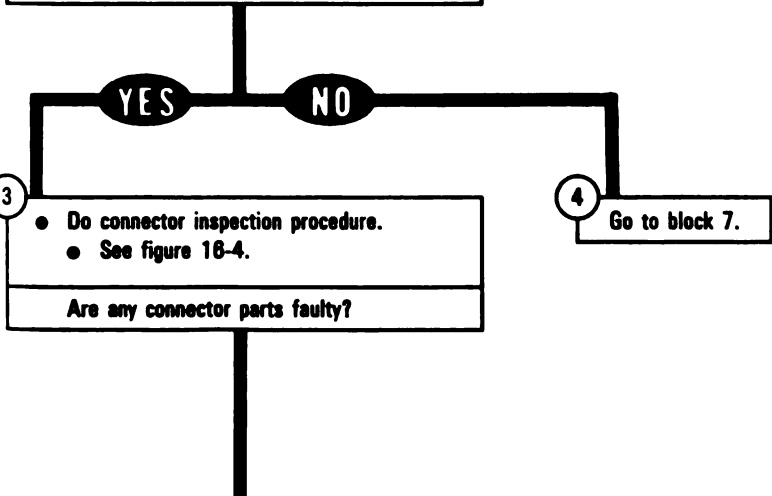 YES
NO
3
● Do connector inspection procedure.
● See figure 16-4.
Are any connector parts faulty?
4
Go to block 7.